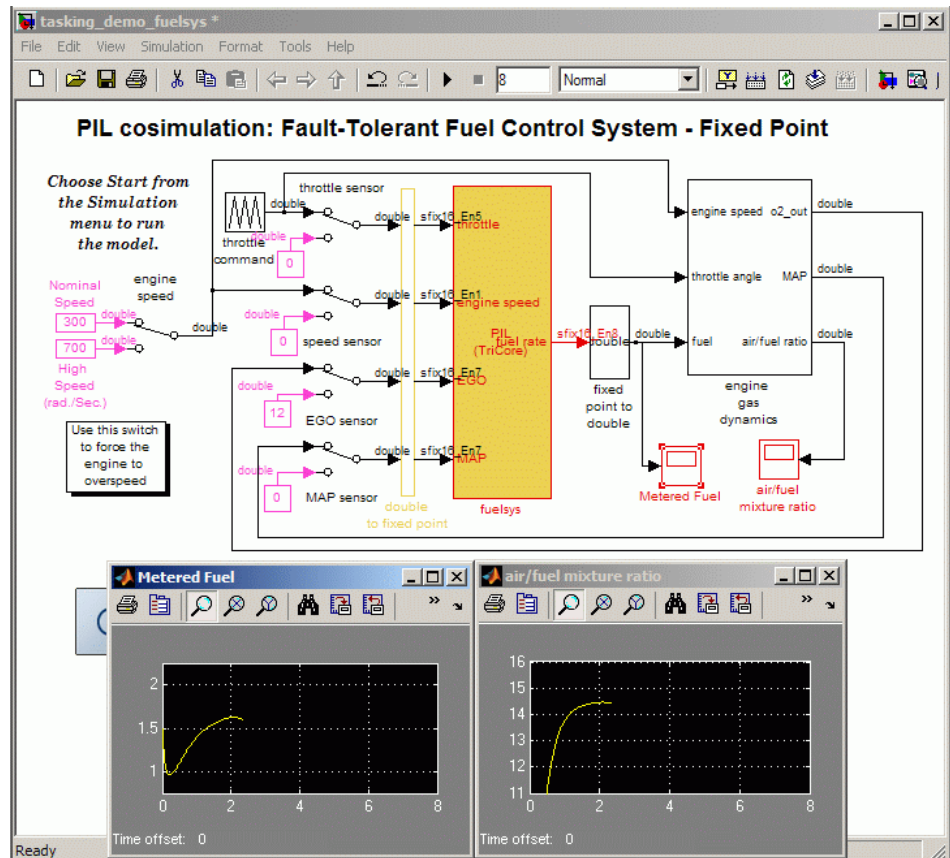 tasking_demo_fuelsys *
File Edit View Simulation Format Tools Help
8 Normal
PIL cosimulation: Fault-Tolerant Fuel Control System - Fixed Point
Choose Start from
the Simulation
menu to run
the model.
Nominal
Speed
300
double
700
double
High
Speed
(rad./Sec.)
engine
speed
double
Use this switch
to force the
engine to
overspeed
throttle
command
double
throttle sensor
double
0
double
sfix16_En5
throttle
double
0
speed sensor
double
sfix16_En1
engine speed
double
12
EGO sensor
double
sfix16_En7
EGO
double
0
MAP sensor
double
sfix16_En7
MAP
double
to fixed point
PIL
(TriCore)
fuel rate
fuelsys
sfix16_En8
double
fixed
point to
double
double
engine speed o2_out
throttle angle MAP
fuel air/fuel ratio
engine
gas
dynamics
double
double
double
Metered Fuel
air/fuel
mixture ratio
Metered Fuel
2
1.5
1
0 2 4 6 8
Time offset: 0
air/fuel mixture ratio
16
15
14
13
12
11
0 2 4 6 8
Time offset: 0
Ready